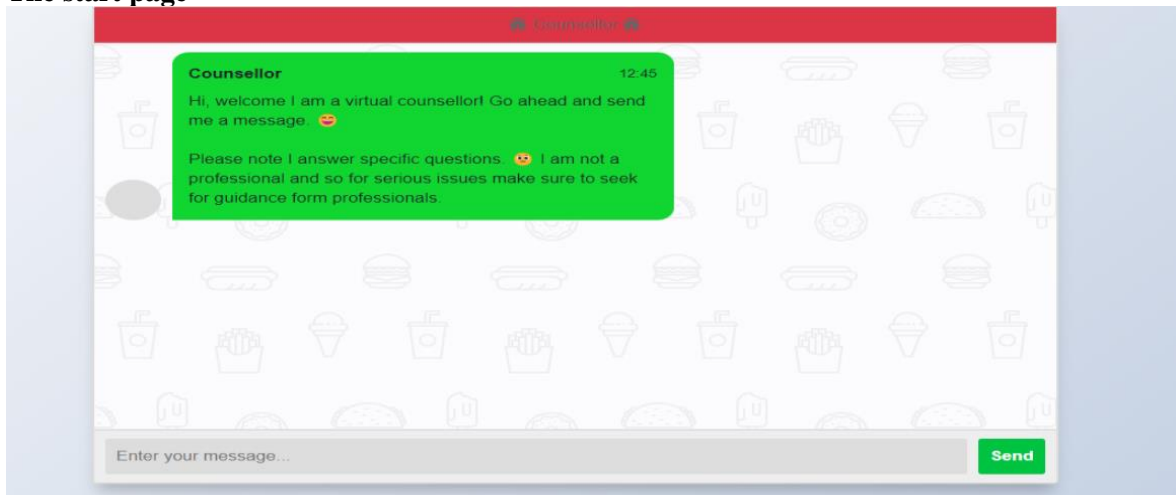 The start page
Counsellor
Counsellor 12:45
Hi, welcome I am a virtual counsellor! Go ahead and send
me a message. 😄
Please note I answer specific questions. 🙁 I am not a
professional and so for serious issues make sure to seek
for guidance form professionals.
Enter your message... Send